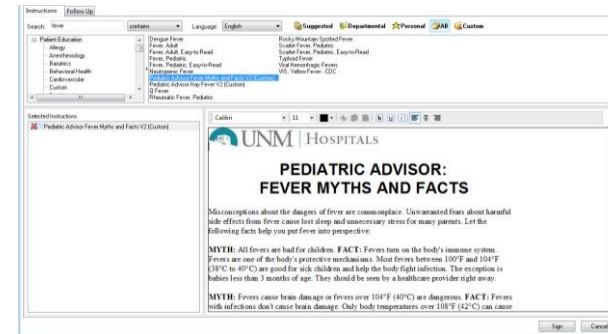 Instructions Follow Up
Search: fever contains Language: English Suggested Departmental Personal All Custom
Patient Education
Allergy
Anesthesiology
Bariatrics
Behavioral Health
Cardiovascular
Custom
Dengue Fever
Fever, Adult
Fever, Adult, Easy-to-Read
Fever, Pediatric
Fever, Pediatric, Easy-to-Read
Neutropenic Fever
Pediatric Advisor Fever Myths and Facts V2 (Custom)
Pediatric Advisor Hay Fever V2 (Custom)
Q Fever
Rheumatic Fever, Pediatric
Rocky Mountain Spotted Fever
Scarlet Fever, Pediatric
Scarlet Fever, Pediatric, Easy-to-Read
Typhoid Fever
Viral Hemorrhagic Fevers
VIS, Yellow Fever - CDC
Selected Instructions
Pediatric Advisor Fever Myths and Facts V2 (Custom)
Calibri 11
UNM HOSPITALS
PEDIATRIC ADVISOR:
FEVER MYTHS AND FACTS
Misconceptions about the dangers of fever are commonplace. Unwarranted fears about harmful
side effects from fever cause lost sleep and unnecessary stress for many parents. Let the
following facts help you put fever into perspective:
MYTH: All fevers are bad for children. FACT: Fevers turn on the body's immune system.
Fevers are one of the body's protective mechanisms. Most fevers between 100°F and 104°F
(38°C to 40°C) are good for sick children and help the body fight infection. The exception is
babies less than 3 months of age. They should be seen by a healthcare provider right away.
MYTH: Fevers cause brain damage or fevers over 104°F (40°C) are dangerous. FACT: Fevers
with infections don't cause brain damage. Only body temperatures over 108°F (42°C) can cause
Sign Cancel